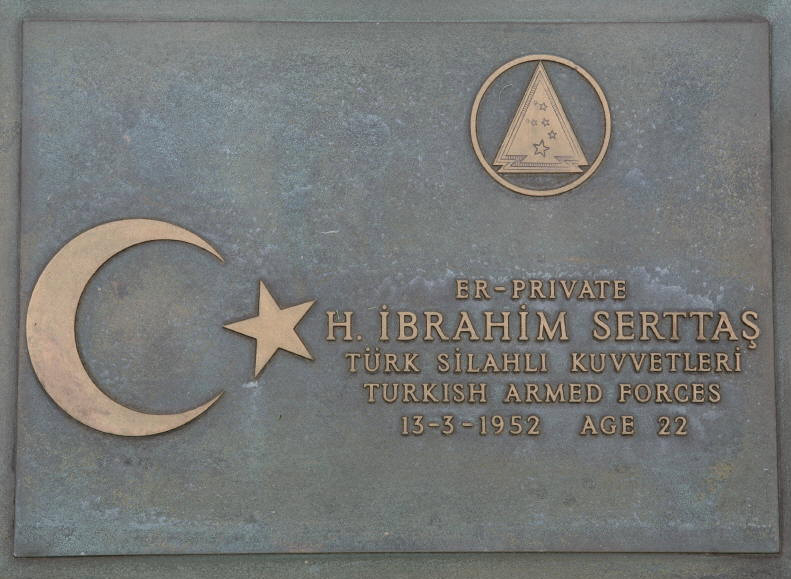 ER-PRIVATE
H. İBRAHİM SERTTAŞ
TÜRK SİLAHLI KUVVETLERİ
TURKISH ARMED FORCES
13-3-1952 AGE 22